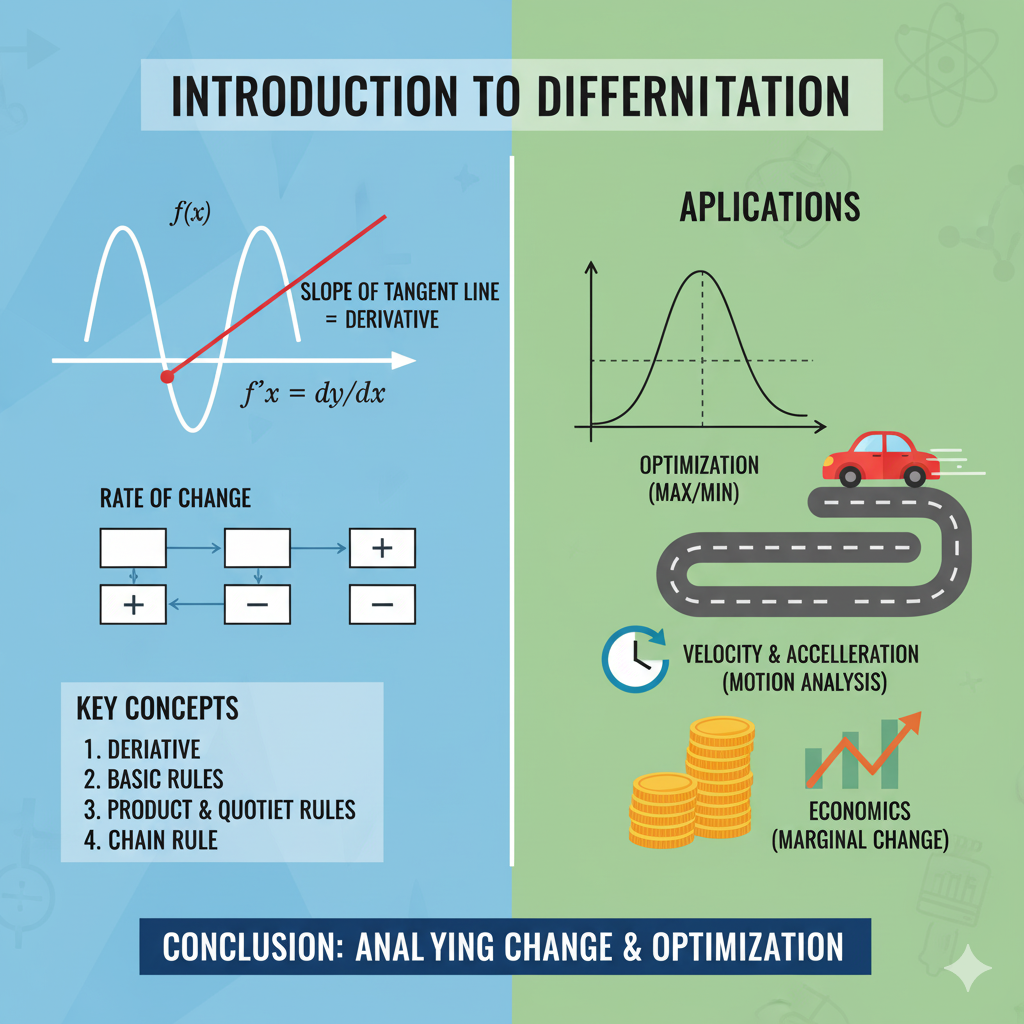 INTRODUCTION TO DIFFERNITATION
f(x)
SLOPE OF TANGENT LINE
= DERIVATIVE
f'x = dy/dx
RATE OF CHANGE
+
+ − −
KEY CONCEPTS
1. DERIATIVE
2. BASIC RULES
3. PRODUCT & QUOTIET RULES
4. CHAIN RULE
APLICATIONS
OPTIMIZATION
(MAX/MIN)
VELOCITY & ACCELLERATION
(MOTION ANALYSIS)
ECONOMICS
(MARGINAL CHANGE)
CONCLUSION: ANAL YING CHANGE & OPTIMIZATION